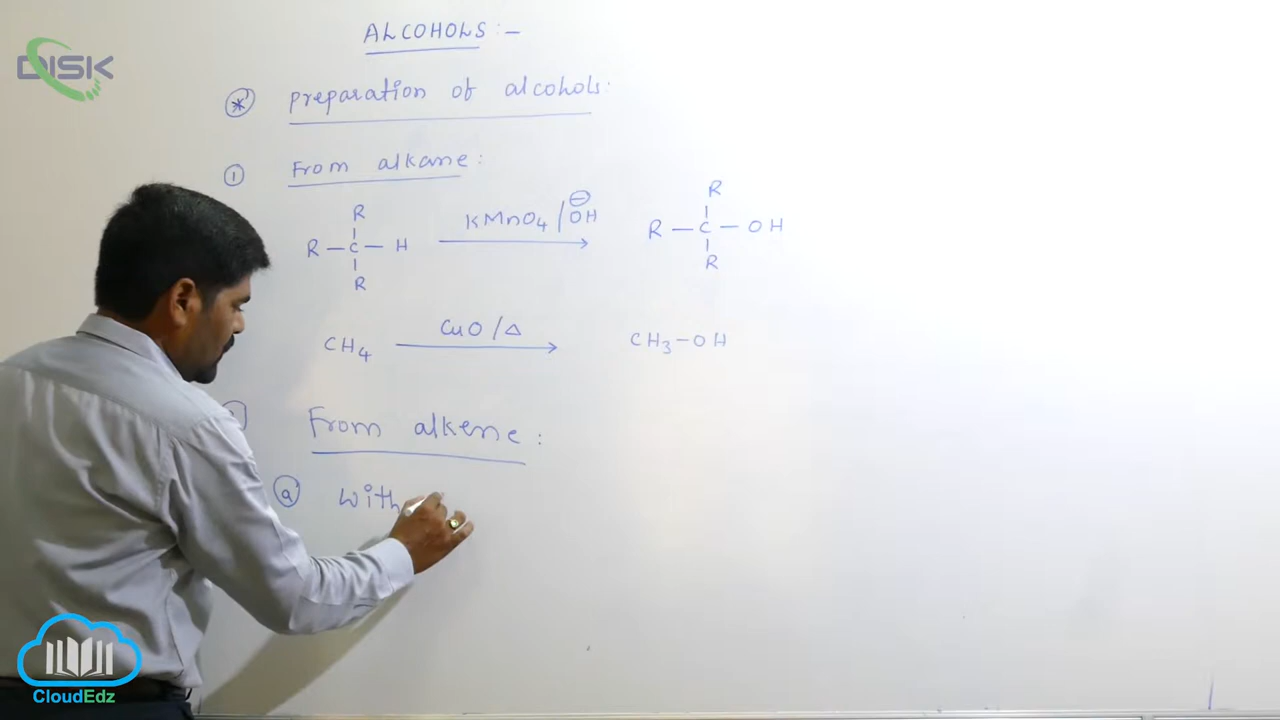 DISK
ALCOHOLS:-
* preparation of alcohols:
1 From alkane:
R
R-C-H
R
KMnO4/OH⊖
R
R-C-OH
R
CH4 CuO/Δ CH3-OH
From alkene:
a with
CloudEdz